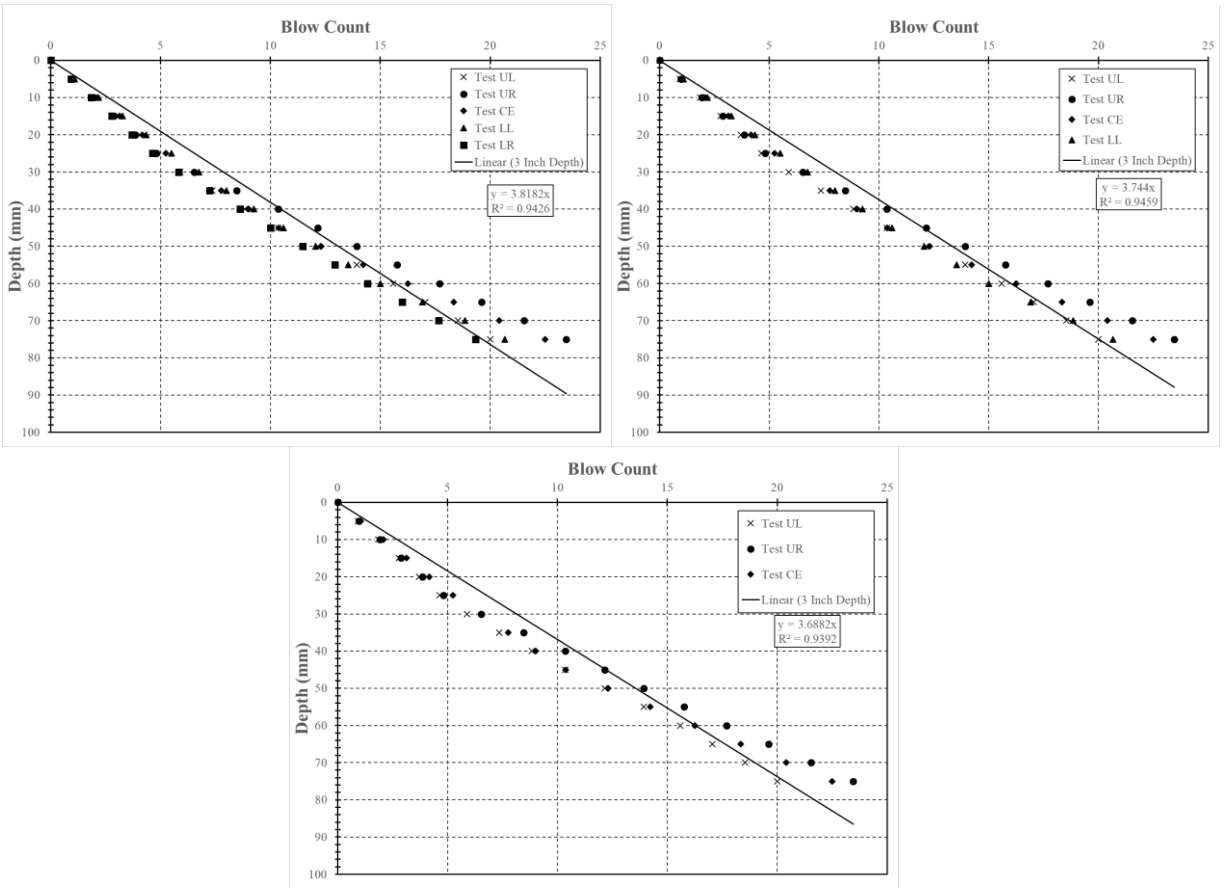 Blow Count
0 5 10 15 20 25
0
10
20
30
40
50
60
70
80
90
100
Depth (mm)
Test UL
Test UR
Test CE
Test LL
Test LR
Linear (3 Inch Depth)
y = 3.8182x
R² = 0.9426
Blow Count
0 5 10 15 20 25
0
10
20
30
40
50
60
70
80
90
100
Depth (mm)
Test UL
Test UR
Test CE
Test LL
Linear (3 Inch Depth)
y = 3.744x
R² = 0.9459
Blow Count
0 5 10 15 20 25
0
10
20
30
40
50
60
70
80
90
100
Depth (mm)
Test UL
Test UR
Test CE
Linear (3 Inch Depth)
y = 3.6882x
R² = 0.9392